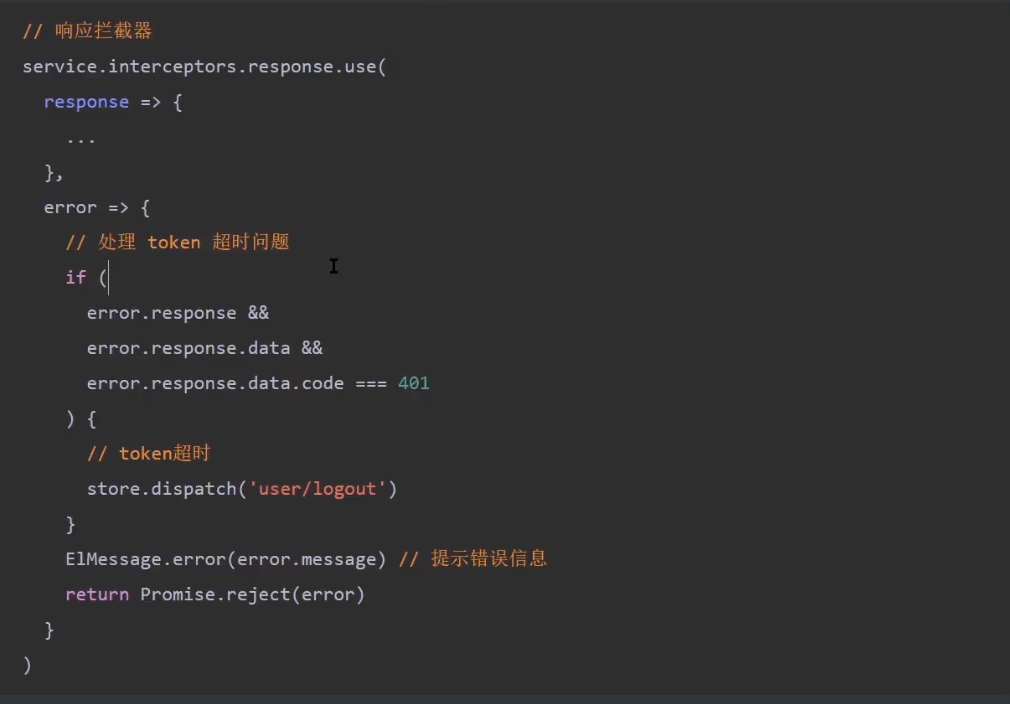 // 响应拦截器
service.interceptors.response.use(
  response => {
    ...
  },
  error => {
    // 处理 token 超时问题
    if (
      error.response &&
      error.response.data &&
      error.response.data.code === 401
    ) {
      // token超时
      store.dispatch('user/logout')
    }
    ElMessage.error(error.message) // 提示错误信息
    return Promise.reject(error)
  }
)